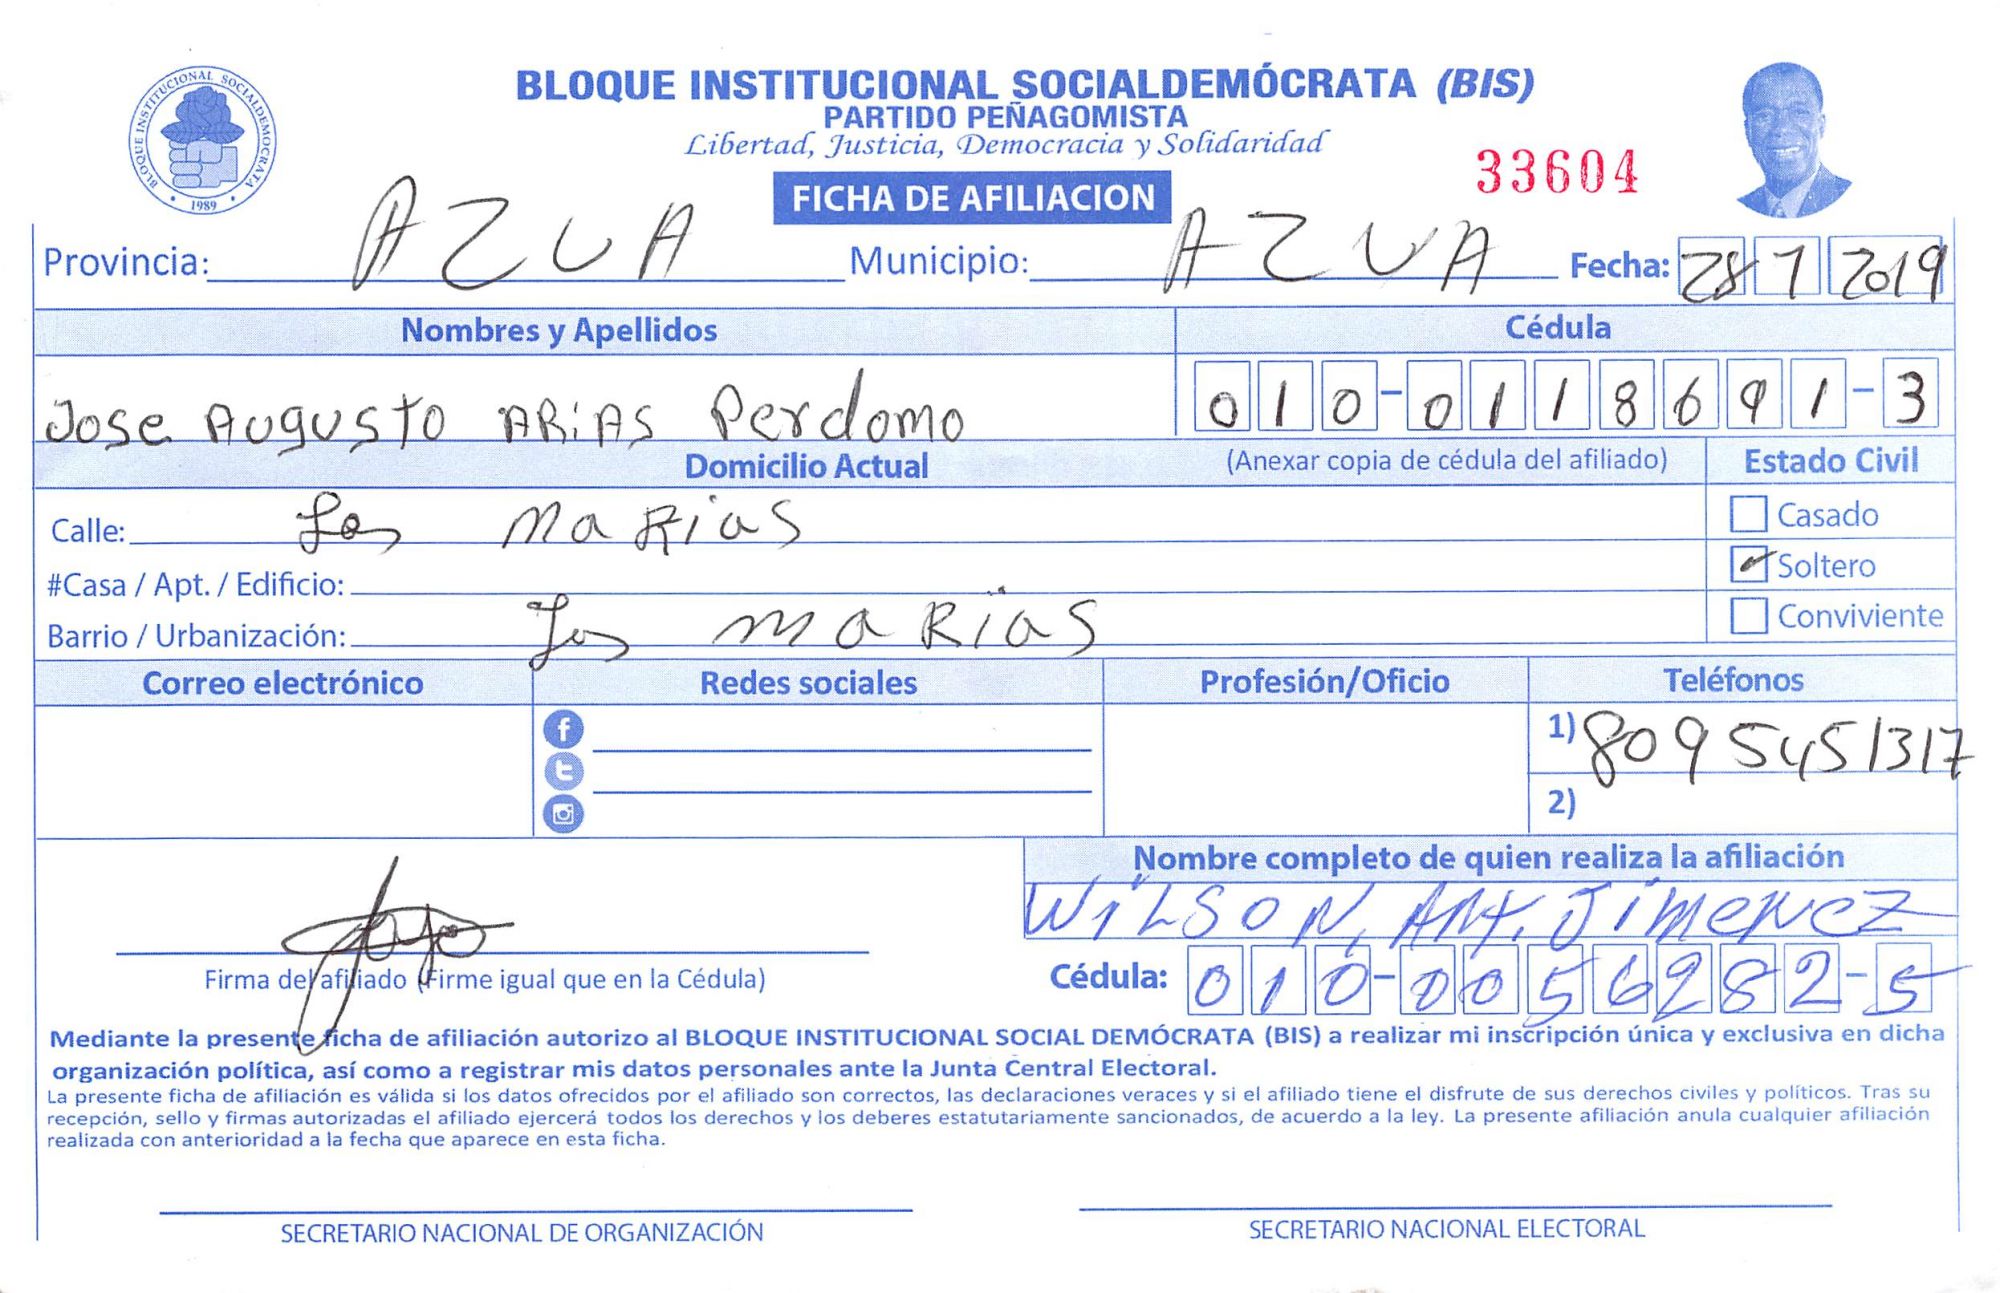 BLOQUE INSTITUCIONAL SOCIALDEMOCRATA
1989
BLOQUE INSTITUCIONAL SOCIALDEMÓCRATA (BIS)
PARTIDO PEÑAGOMISTA
Libertad, Justicia, Democracia y Solidaridad
33604
FICHA DE AFILIACION
Provincia: AZUA Municipio: AZUA Fecha: 28 7 2019
Nombres y Apellidos Cédula
Jose Augusto ARiAS Perdomo 010-0118691-3
Domicilio Actual (Anexar copia de cédula del afiliado) Estado Civil
Calle: Las MaRias Casado
#Casa / Apt. / Edificio: Soltero
Barrio / Urbanización: Las MaRias Conviviente
Correo electrónico Redes sociales Profesión/Oficio Teléfonos
1) 8095451317
2)
Nombre completo de quien realiza la afiliación
WiLSON, ANt. JiMeNez
Firma del afiliado (Firme igual que en la Cédula) Cédula: 010-0056282-5
Mediante la presente ficha de afiliación autorizo al BLOQUE INSTITUCIONAL SOCIAL DEMÓCRATA (BIS) a realizar mi inscripción única y exclusiva en dicha
organización política, así como a registrar mis datos personales ante la Junta Central Electoral.
La presente ficha de afiliación es válida si los datos ofrecidos por el afiliado son correctos, las declaraciones veraces y si el afiliado tiene el disfrute de sus derechos civiles y políticos. Tras su
recepción, sello y firmas autorizadas el afiliado ejercerá todos los derechos y los deberes estatutariamente sancionados, de acuerdo a la ley. La presente afiliación anula cualquier afiliación
realizada con anterioridad a la fecha que aparece en esta ficha.
SECRETARIO NACIONAL DE ORGANIZACIÓN SECRETARIO NACIONAL ELECTORAL